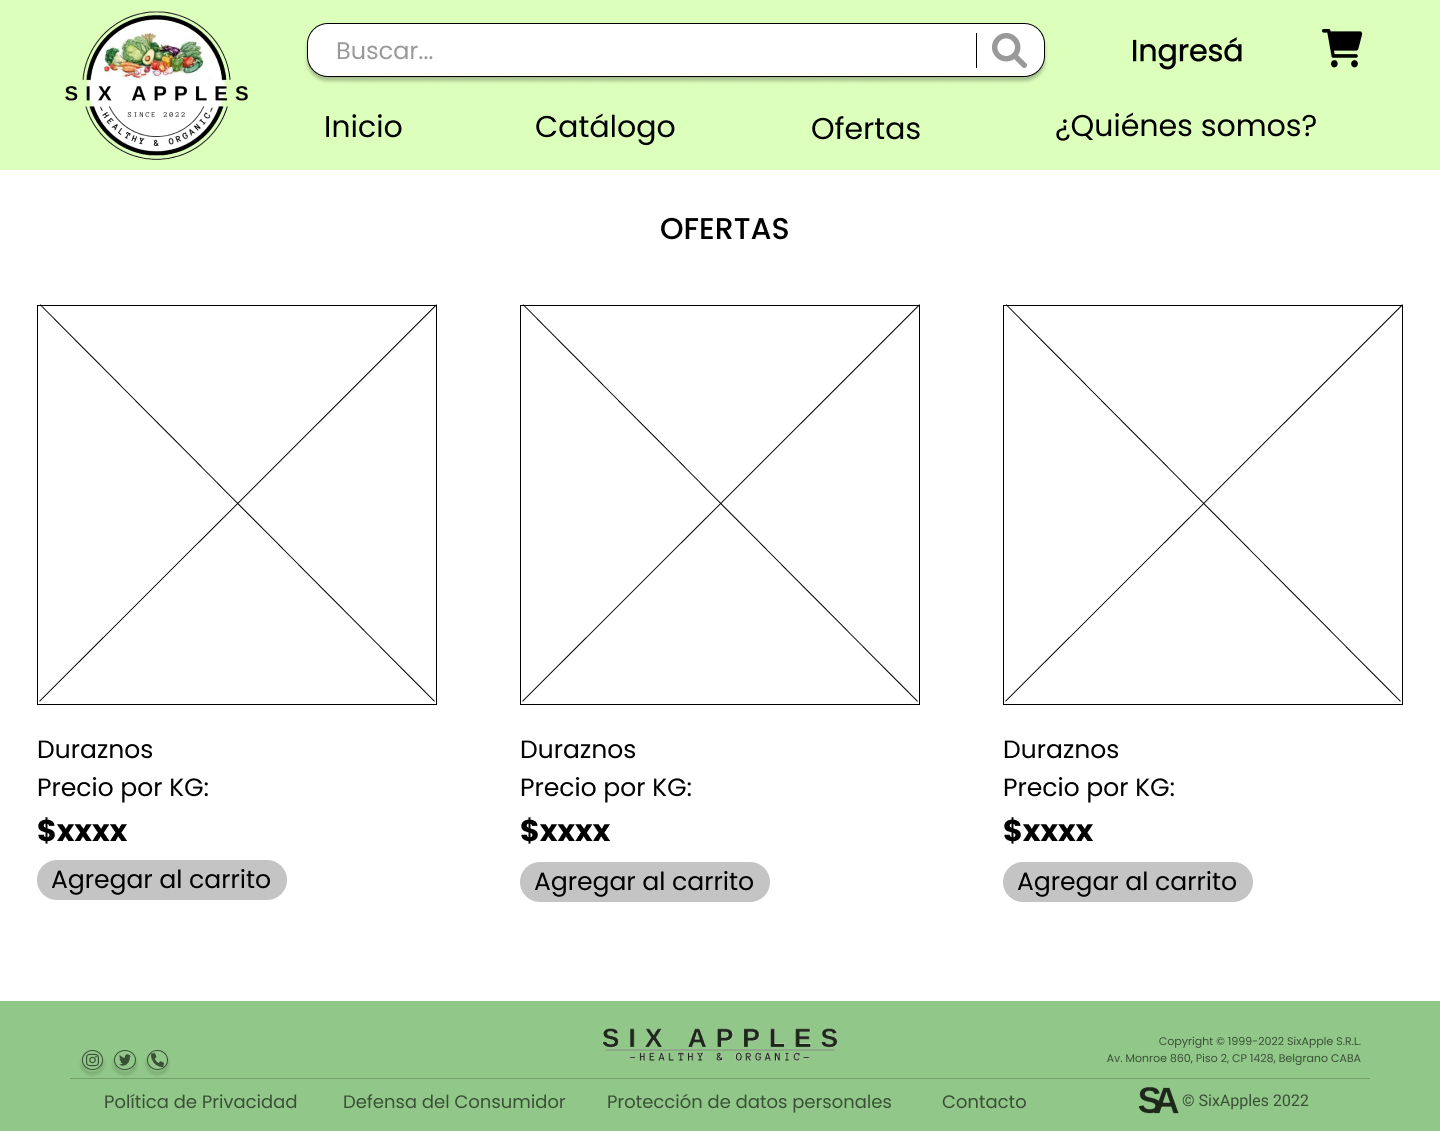 SIX APPLES
SINCE 2022
-HEALTHY & ORGANIC-
Buscar...
Ingresá
Inicio
Catálogo
Ofertas
¿Quiénes somos?
OFERTAS
Duraznos
Precio por KG:
$xxxx
Agregar al carrito
Duraznos
Precio por KG:
$xxxx
Agregar al carrito
Duraznos
Precio por KG:
$xxxx
Agregar al carrito
SIX APPLES
-HEALTHY & ORGANIC-
Copyright © 1999-2022 SixApple S.R.L.
Av. Monroe 860, Piso 2, CP 1428, Belgrano CABA
Política de Privacidad
Defensa del Consumidor
Protección de datos personales
Contacto
SA © SixApples 2022